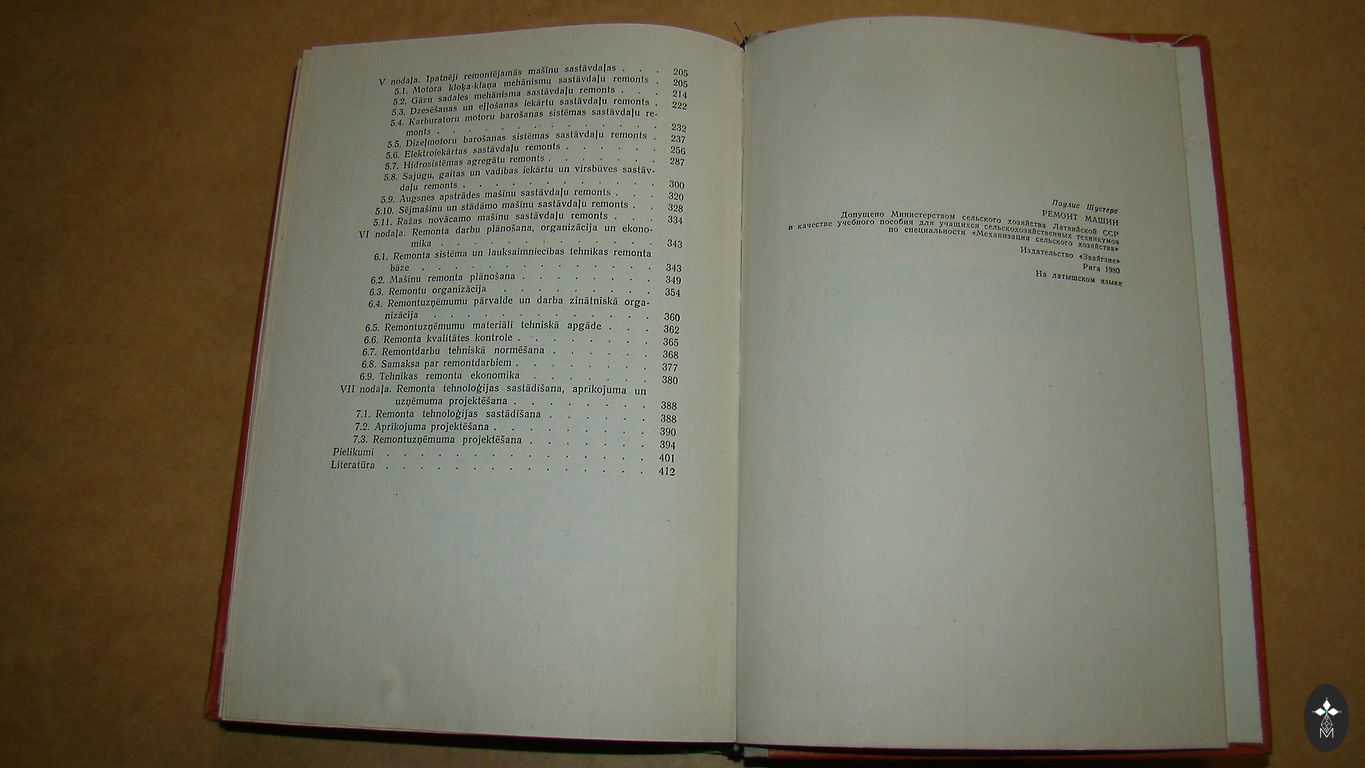 V nodaļa. Īpatnēji remontējamās mašīnu sastāvdaļas . . . 205
5.1. Motora kloķa-klaņa mehānismu sastāvdaļu remonts . 205
5.2. Gāzu sadales mehānisma sastāvdaļu remonts . . . 214
5.3. Dzesēšanas un eļļošanas iekārtu sastāvdaļu remonts . 222
5.4. Karburatoru motoru barošanas sistēmas sastāvdaļu re-
monts . . . . . . . . . . . . 232
5.5. Dīzeļmotoru barošanas sistēmas sastāvdaļu remonts . 237
5.6. Elektroiekārtas sastāvdaļu remonts . . . . . . 256
5.7. Hidrosistēmas agregātu remonts . . . . . . . 287
5.8. Sajūgu, gaitas un vadības iekārtu un virsbūves sastāv-
daļu remonts . . . . . . . . . . . 300
5.9. Augsnes apstrādes mašīnu sastāvdaļu remonts . . . 320
5.10. Sējmašīnu un stādāmo mašīnu sastāvdaļu remonts . . 328
5.11. Ražas novācamo mašīnu sastāvdaļu remonts . . . 334
VI nodaļa. Remonta darbu plānošana, organizācija un ekono-
mika . . . . . . . . . . . . 343
6.1. Remonta sistēma un lauksaimniecības tehnikas remonta
bāze . . . . . . . . . . . . . 343
6.2. Mašīnu remonta plānošana . . . . . . . . 349
6.3. Remontu organizācija . . . . . . . . . 354
6.4. Remontuzņēmumu pārvalde un darba zinātniskā orga-
nizācija . . . . . . . . . . . . 360
6.5. Remontuzņēmumu materiāli tehniskā apgāde . . . 362
6.6. Remonta kvalitātes kontrole . . . . . . . . 365
6.7. Remontdarbu tehniskā normēšana . . . . . . 368
6.8. Samaksa par remontdarbiem . . . . . . . . 377
6.9. Tehnikas remonta ekonomika . . . . . . . 380
VII nodaļa. Remonta tehnoloģijas sastādīšana, aprīkojuma un
uzņēmuma projektēšana . . . . . . . . 388
7.1. Remonta tehnoloģijas sastādīšana . . . . . . 388
7.2. Aprīkojuma projektēšana . . . . . . . . . 390
7.3. Remontuzņēmuma projektēšana . . . . . . . 394
Pielikumi . . . . . . . . . . . . . . . 401
Literatūra . . . . . . . . . . . . . . . 412
Паулис Шустерс
РЕМОНТ МАШИН
Допущено Министерством сельского хозяйства Латвийской ССР
в качестве учебного пособия для учащихся сельскохозяйственных техникумов
по специальности «Механизация сельского хозяйства»
Издательство «Звайгзне»
Рига 1980
На латышском языке
M